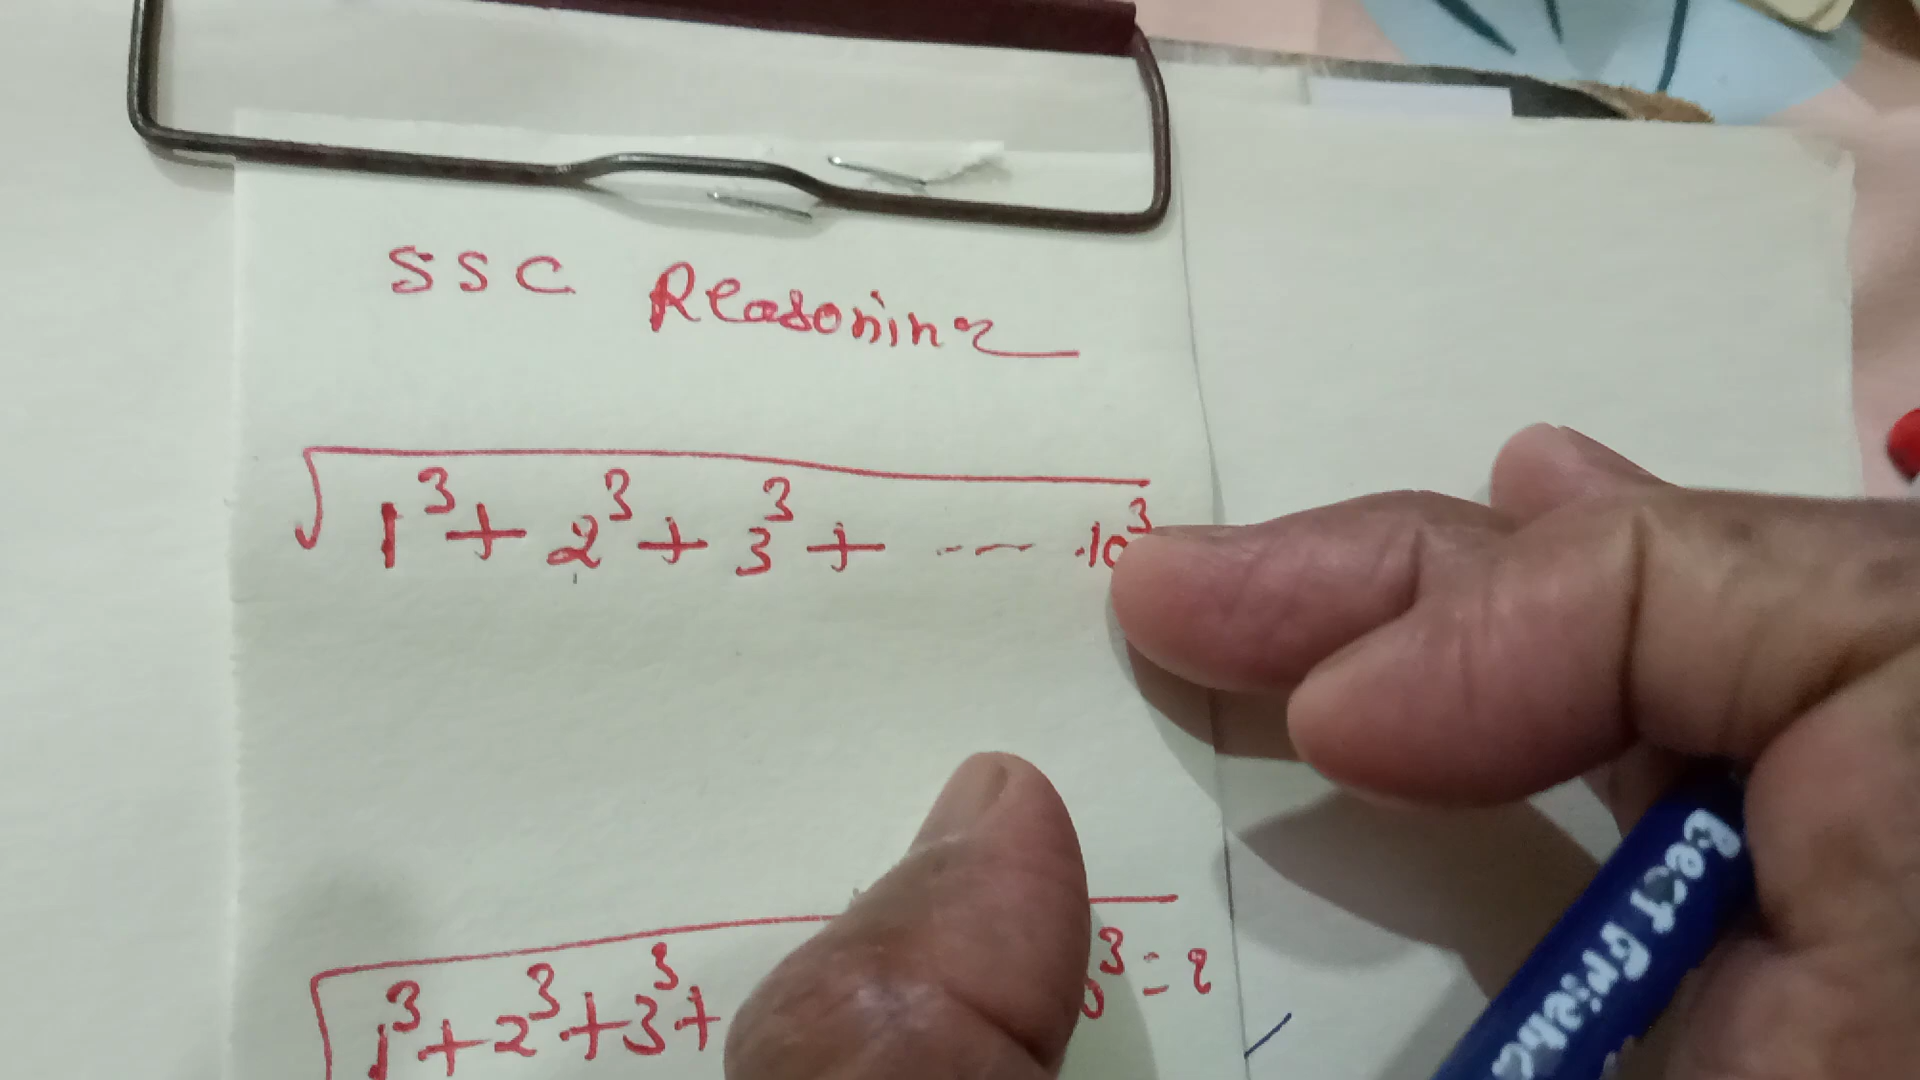 SSC Reasoning
√1³+2³+3³+ --- .10³
√1³+2³+3³+ ³=?
Best Friend